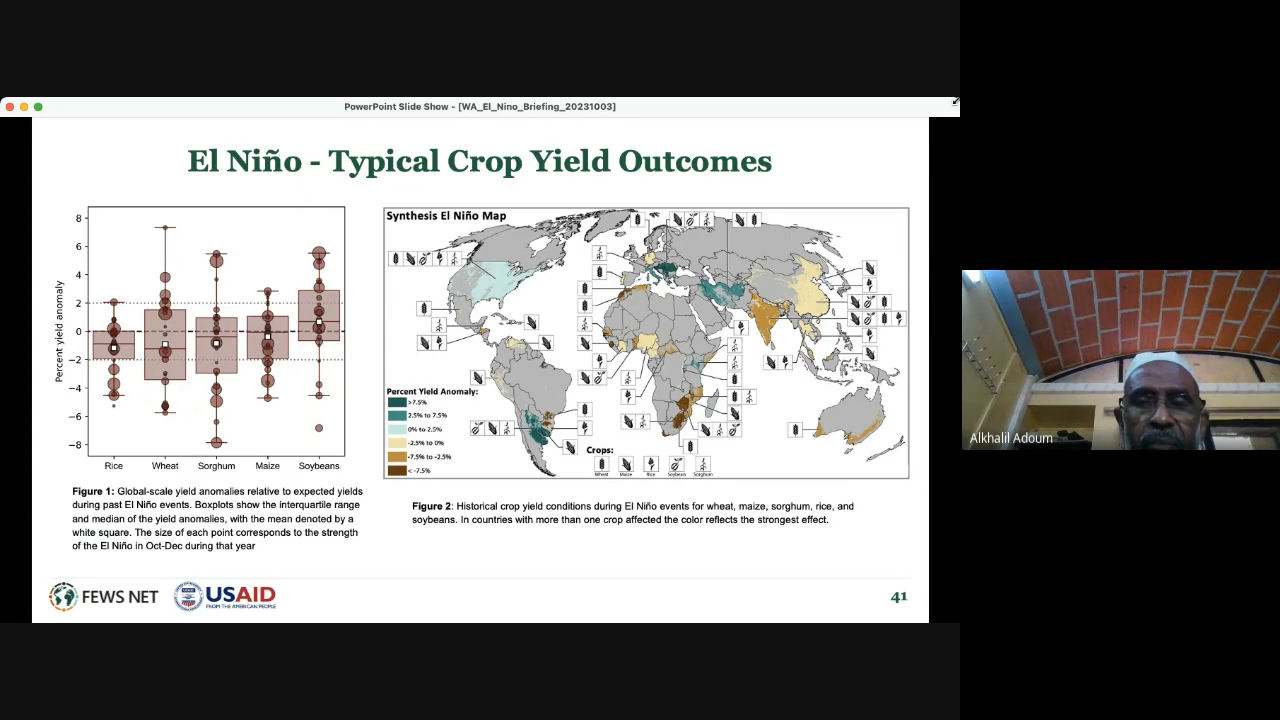 PowerPoint Slide Show - [WA_El_Nino_Briefing_20231003]
El Niño - Typical Crop Yield Outcomes
Percent yield anomaly
8
6
4
2
0
−2
−4
−6
−8
Rice Wheat Sorghum Maize Soybeans
Figure 1: Global-scale yield anomalies relative to expected yields
during past El Niño events. Boxplots show the interquartile range
and median of the yield anomalies, with the mean denoted by a
white square. The size of each point corresponds to the strength
of the El Niño in Oct-Dec during that year
Synthesis El Niño Map
Percent Yield Anomaly:
>7.5%
2.5% to 7.5%
0% to 2.5%
-2.5% to 0%
-7.5% to -2.5%
< -7.5%
Crops:
Wheat Maize Rice Soybeans Sorghum
Figure 2: Historical crop yield conditions during El Niño events for wheat, maize, sorghum, rice, and
soybeans. In countries with more than one crop affected the color reflects the strongest effect.
Alkhalil Adoum
FEWS NET
USAID
FROM THE AMERICAN PEOPLE
41